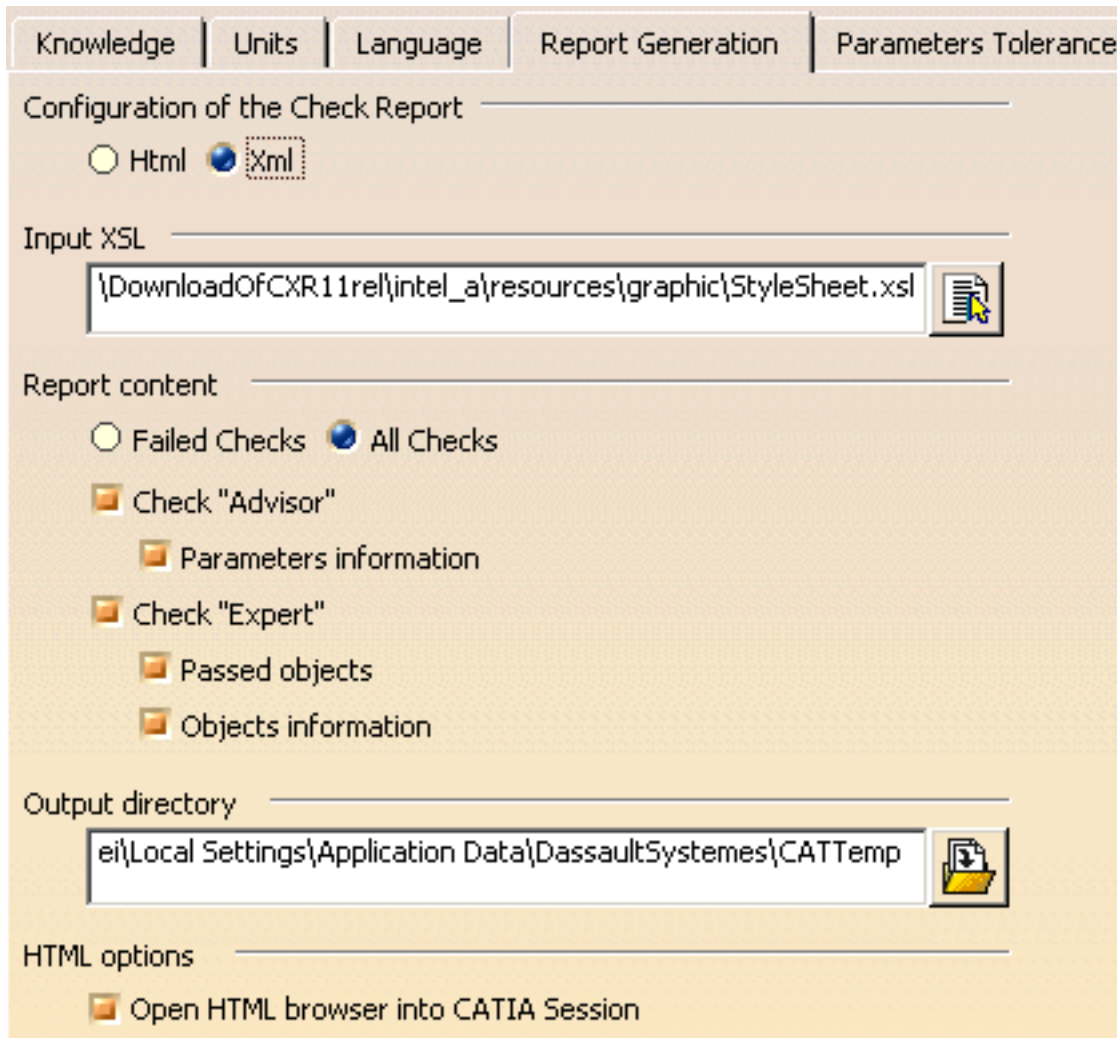 Knowledge Units Language Report Generation Parameters Tolerance
Configuration of the Check Report
Html Xml
Input XSL
\DownloadOfCXR11rel\intel_a\resources\graphic\StyleSheet.xsl
Report content
Failed Checks All Checks
Check "Advisor"
Parameters information
Check "Expert"
Passed objects
Objects information
Output directory
ei\Local Settings\Application Data\DassaultSystemes\CATTemp
HTML options
Open HTML browser into CATIA Session